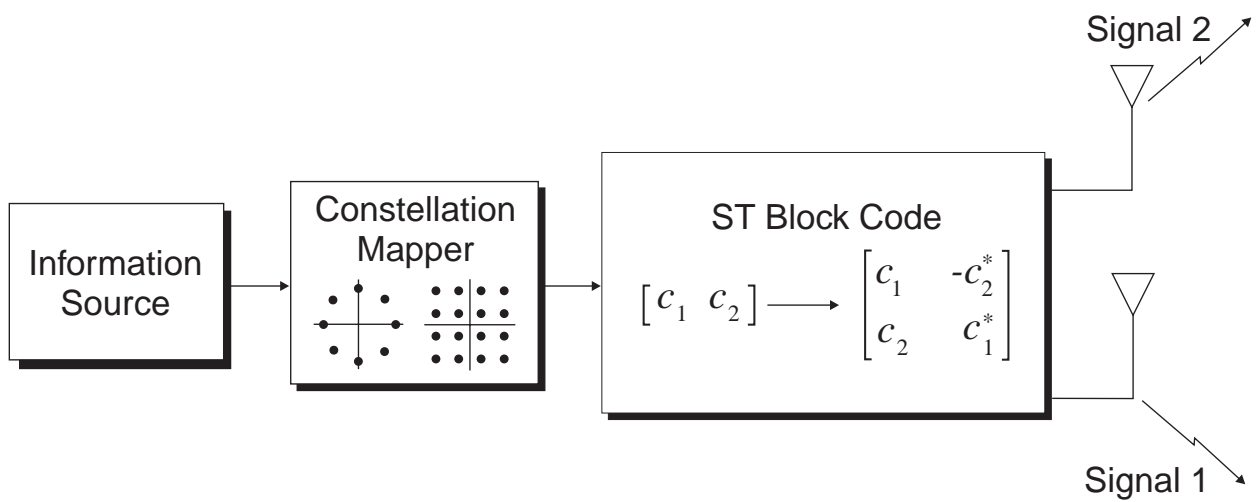 Signal 2
Information
Source
Constellation
Mapper
ST Block Code
[c₁ c₂]
[c₁ -c₂*
c₂ c₁*]
Signal 1